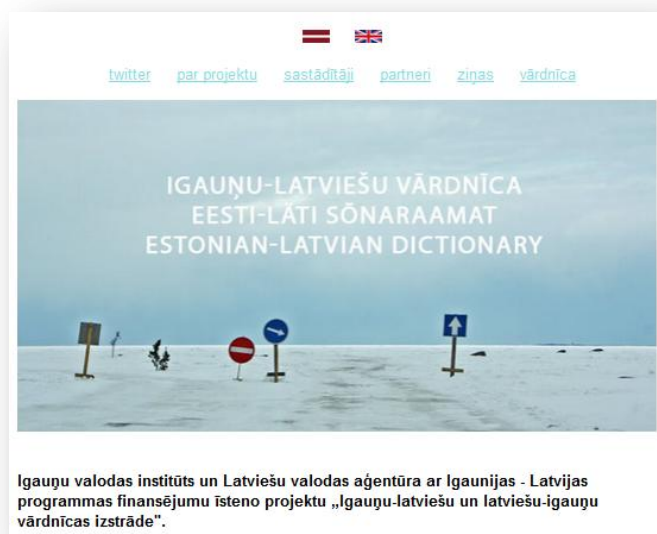 twitter par projektu sastādītāji partneri ziņas vārdnīca
IGAUŅU-LATVIEŠU VĀRDNĪCA
EESTI-LÄTI SÕNARAAMAT
ESTONIAN-LATVIAN DICTIONARY
Igauņu valodas institūts un Latviešu valodas aģentūra ar Igaunijas - Latvijas
programmas finansējumu īsteno projektu „Igauņu-latviešu un latviešu-igauņu
vārdnīcas izstrāde".